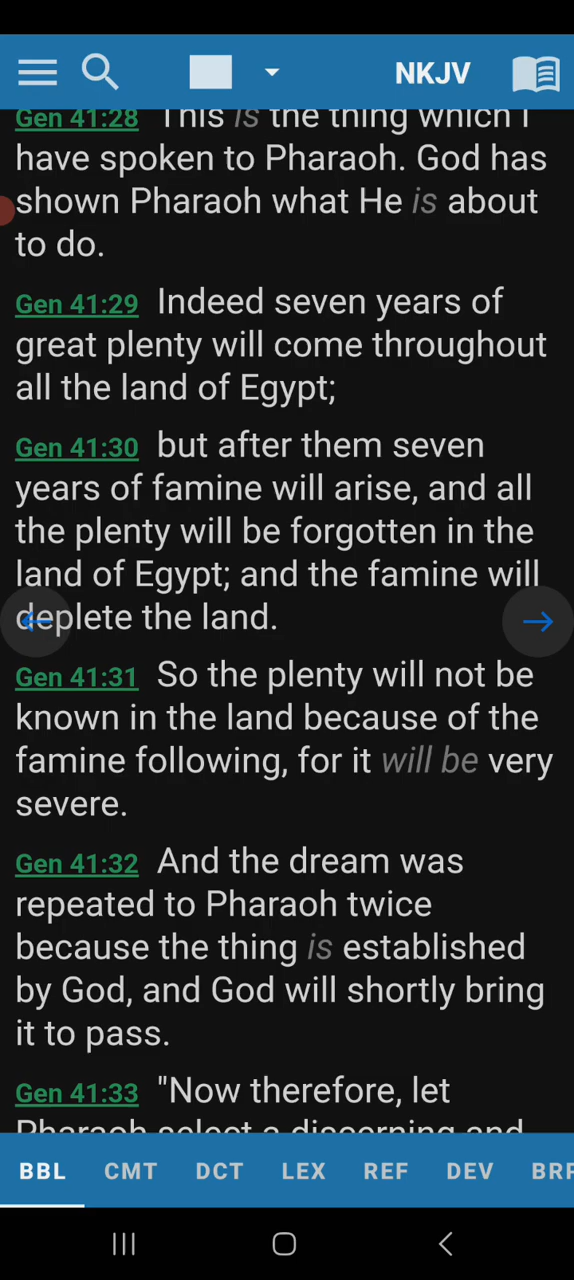 NKJV
Gen 41:28 This is the thing which I
have spoken to Pharaoh. God has
shown Pharaoh what He is about
to do.
Gen 41:29 Indeed seven years of
great plenty will come throughout
all the land of Egypt;
Gen 41:30 but after them seven
years of famine will arise, and all
the plenty will be forgotten in the
land of Egypt; and the famine will
deplete the land.
Gen 41:31 So the plenty will not be
known in the land because of the
famine following, for it will be very
severe.
Gen 41:32 And the dream was
repeated to Pharaoh twice
because the thing is established
by God, and God will shortly bring
it to pass.
Gen 41:33 "Now therefore, let
Pharaoh select a discerning and
BBL CMT DCT LEX REF DEV BRP